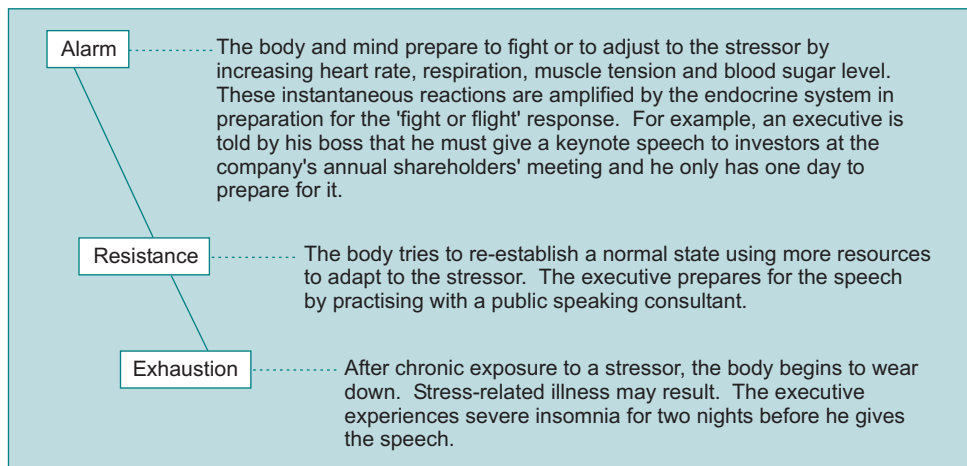 Alarm
The body and mind prepare to fight or to adjust to the stressor by
increasing heart rate, respiration, muscle tension and blood sugar level.
These instantaneous reactions are amplified by the endocrine system in
preparation for the 'fight or flight' response.  For example, an executive is
told by his boss that he must give a keynote speech to investors at the
company's annual shareholders' meeting and he only has one day to
prepare for it.
Resistance
The body tries to re-establish a normal state using more resources
to adapt to the stressor.  The executive prepares for the speech
by practising with a public speaking consultant.
Exhaustion
After chronic exposure to a stressor, the body begins to wear
down.  Stress-related illness may result.  The executive
experiences severe insomnia for two nights before he gives
the speech.